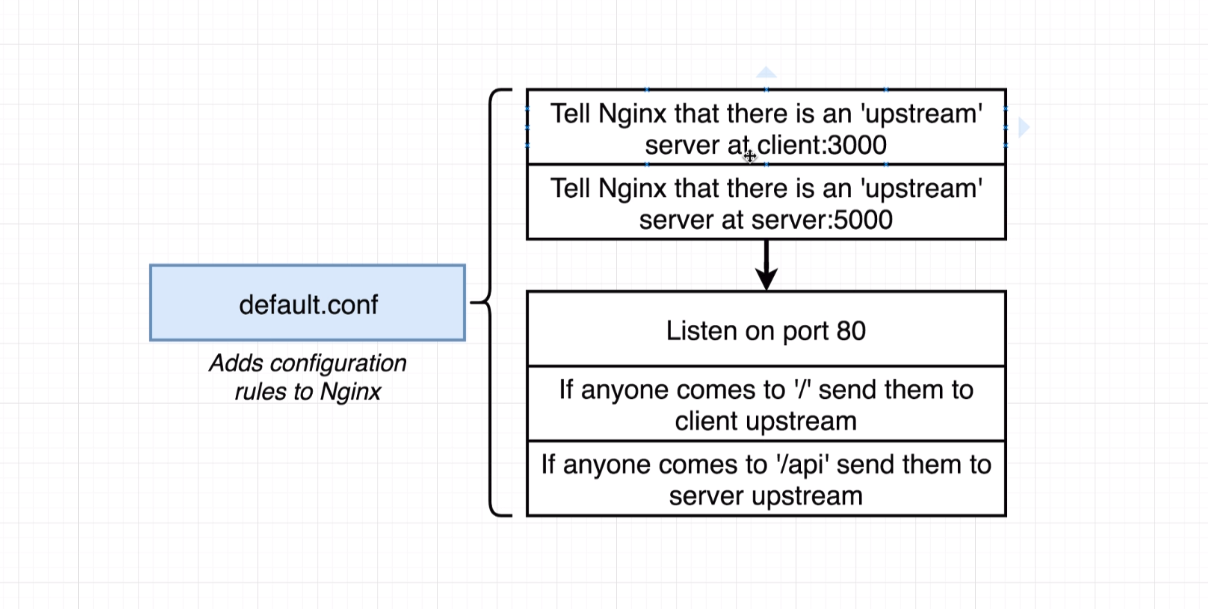 Tell Nginx that there is an 'upstream'
server at client:3000
Tell Nginx that there is an 'upstream'
server at server:5000
default.conf
Adds configuration
rules to Nginx
Listen on port 80
If anyone comes to '/' send them to
client upstream
If anyone comes to '/api' send them to
server upstream